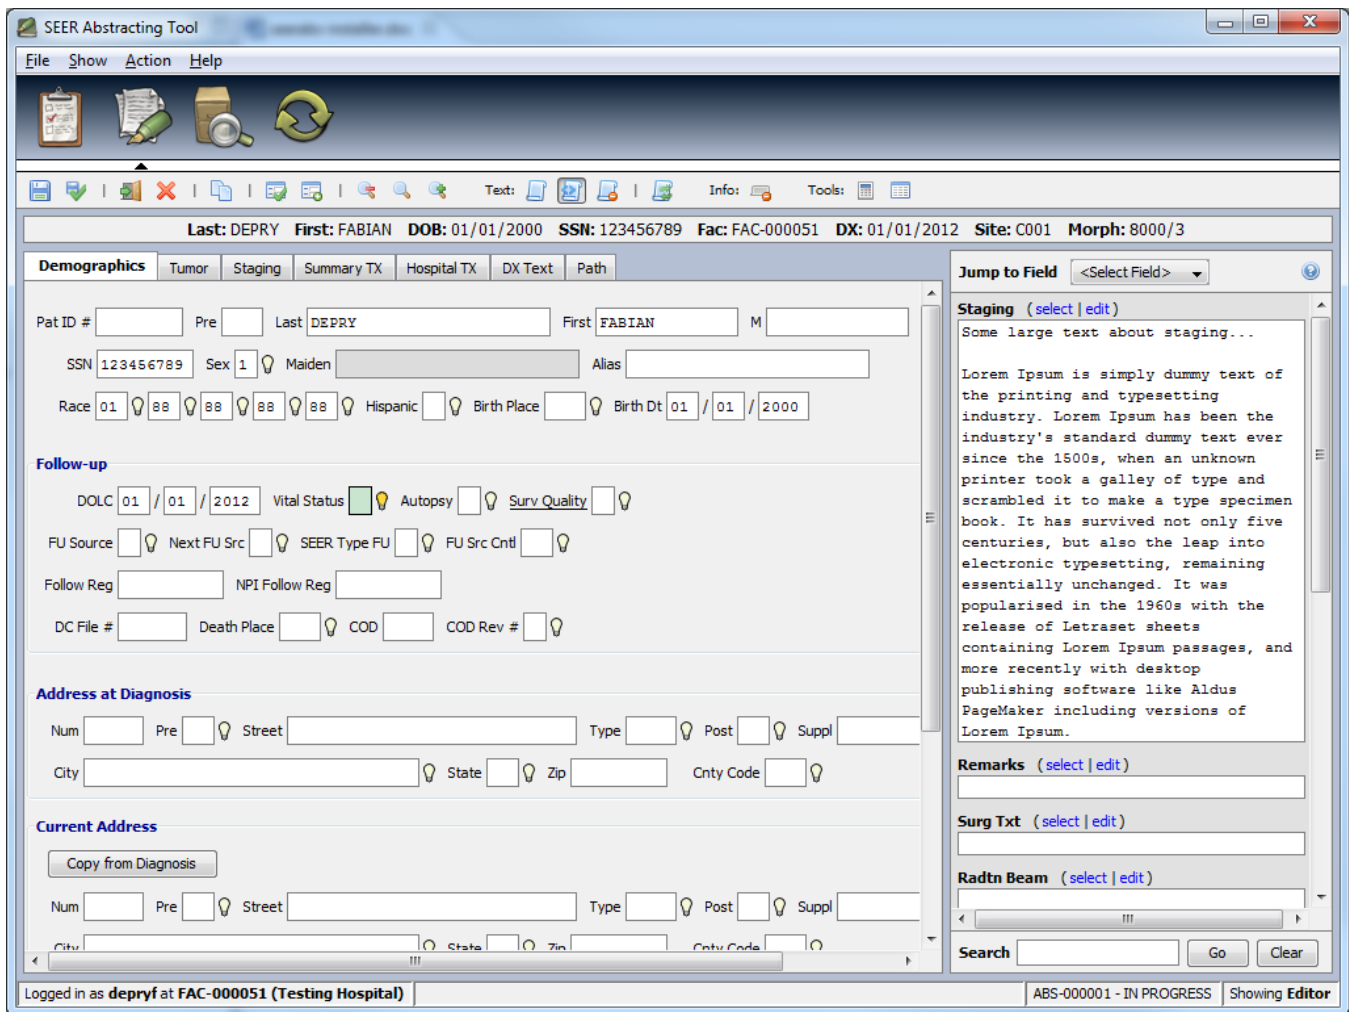 SEER Abstracting Tool
File Show Action Help
Text: Info: Tools:
Last: DEPRY First: FABIAN DOB: 01/01/2000 SSN: 123456789 Fac: FAC-000051 DX: 01/01/2012 Site: C001 Morph: 8000/3
Demographics Tumor Staging Summary TX Hospital TX DX Text Path
Pat ID # Pre Last DEPRY First FABIAN M
SSN 123456789 Sex 1 Maiden Alias
Race 01 88 88 88 88 Hispanic Birth Place Birth Dt 01 / 01 / 2000
Follow-up
DOLC 01 / 01 / 2012 Vital Status Autopsy Surv Quality
FU Source Next FU Src SEER Type FU FU Src Cntl
Follow Reg NPI Follow Reg
DC File # Death Place COD COD Rev #
Address at Diagnosis
Num Pre Street Type Post Suppl
City State Zip Cnty Code
Current Address
Copy from Diagnosis
Num Pre Street Type Post Suppl
City State Zip Cnty Code
Jump to Field <Select Field>
Staging ( select | edit )
Some large text about staging...
Lorem Ipsum is simply dummy text of
the printing and typesetting
industry. Lorem Ipsum has been the
industry's standard dummy text ever
since the 1500s, when an unknown
printer took a galley of type and
scrambled it to make a type specimen
book. It has survived not only five
centuries, but also the leap into
electronic typesetting, remaining
essentially unchanged. It was
popularised in the 1960s with the
release of Letraset sheets
containing Lorem Ipsum passages, and
more recently with desktop
publishing software like Aldus
PageMaker including versions of
Lorem Ipsum.
Remarks ( select | edit )
Surg Txt ( select | edit )
Radtn Beam ( select | edit )
Search Go Clear
Logged in as depryf at FAC-000051 (Testing Hospital) ABS-000001 - IN PROGRESS Showing Editor